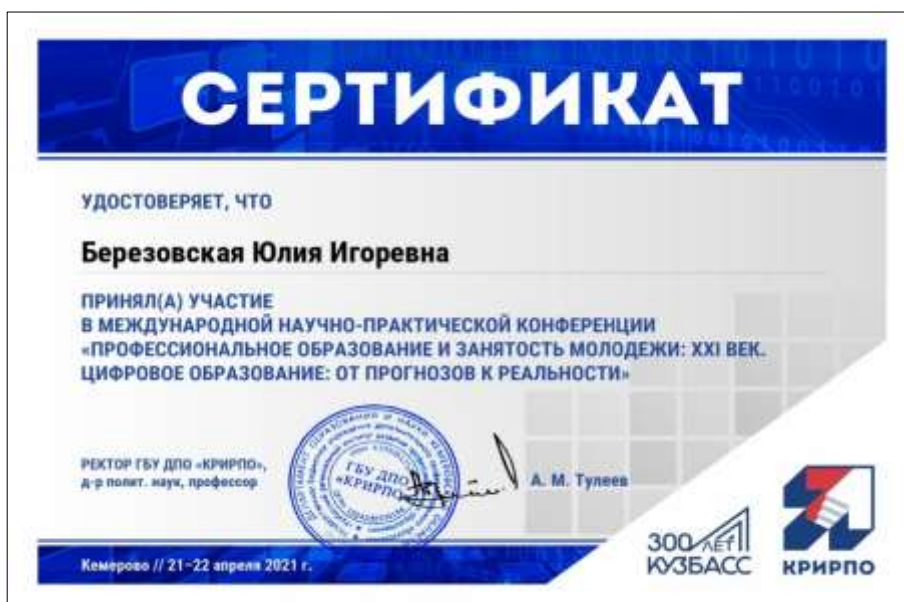 СЕРТИФИКАТ
УДОСТОВЕРЯЕТ, ЧТО
Березовская Юлия Игоревна
ПРИНЯЛ(А) УЧАСТИЕ
В МЕЖДУНАРОДНОЙ НАУЧНО-ПРАКТИЧЕСКОЙ КОНФЕРЕНЦИИ
«ПРОФЕССИОНАЛЬНОЕ ОБРАЗОВАНИЕ И ЗАНЯТОСТЬ МОЛОДЕЖИ: XXI ВЕК.
ЦИФРОВОЕ ОБРАЗОВАНИЕ: ОТ ПРОГНОЗОВ К РЕАЛЬНОСТИ»
РЕКТОР ГБУ ДПО «КРИРПО»,
д-р полит. наук, профессор
ГБУ ДПО
«КРИРПО»
А. М. Тулеев
Кемерово // 21–22 апреля 2021 г.
300 ЛЕТ
КУЗБАСС
КРИРПО